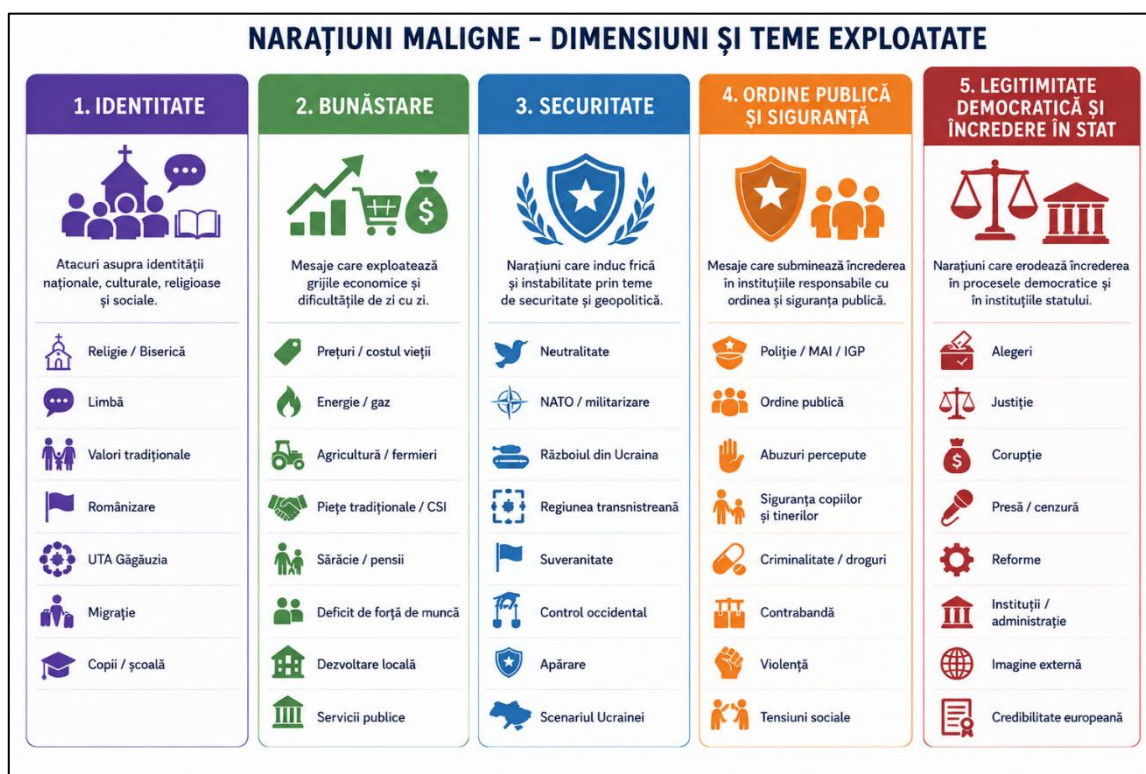 NARAȚIUNI MALIGNE – DIMENSIUNI ȘI TEME EXPLOATATE
1. IDENTITATE
Atacuri asupra identității
naționale, culturale, religioase
și sociale.
Religie / Biserică
Limbă
Valori tradiționale
Românizare
UTA Găgăuzia
Migrație
Copii / școală
2. BUNĂSTARE
$
Mesaje care exploatează
grijile economice și
dificultățile de zi cu zi.
Prețuri / costul vieții
Energie / gaz
Agricultură / fermieri
Piețe tradiționale / CSI
Sărăcie / pensii
Deficit de forță de muncă
Dezvoltare locală
Servicii publice
3. SECURITATE
Narațiuni care induc frică
și instabilitate prin teme
de securitate și geopolitică.
Neutralitate
NATO / militarizare
Războiul din Ucraina
Regiunea transnistreană
Suveranitate
Control occidental
Apărare
Scenariul Ucrainei
4. ORDINE PUBLICĂ
ȘI SIGURANȚĂ
Mesaje care subminează încrederea
în instituțiile responsabile cu
ordinea și siguranța publică.
Poliție / MAI / IGP
Ordine publică
Abuzuri percepute
Siguranța copiilor
și tinerilor
Criminalitate / droguri
Contrabandă
Violență
Tensiuni sociale
5. LEGITIMITATE
DEMOCRATICĂ ȘI
ÎNCREDERE ÎN STAT
Narațiuni care erodează încrederea
în procesele democratice și
în instituțiile statului.
Alegeri
Justiție
$
Corupție
Presă / cenzură
Reforme
Instituții /
administrație
Imagine externă
Credibilitate europeană